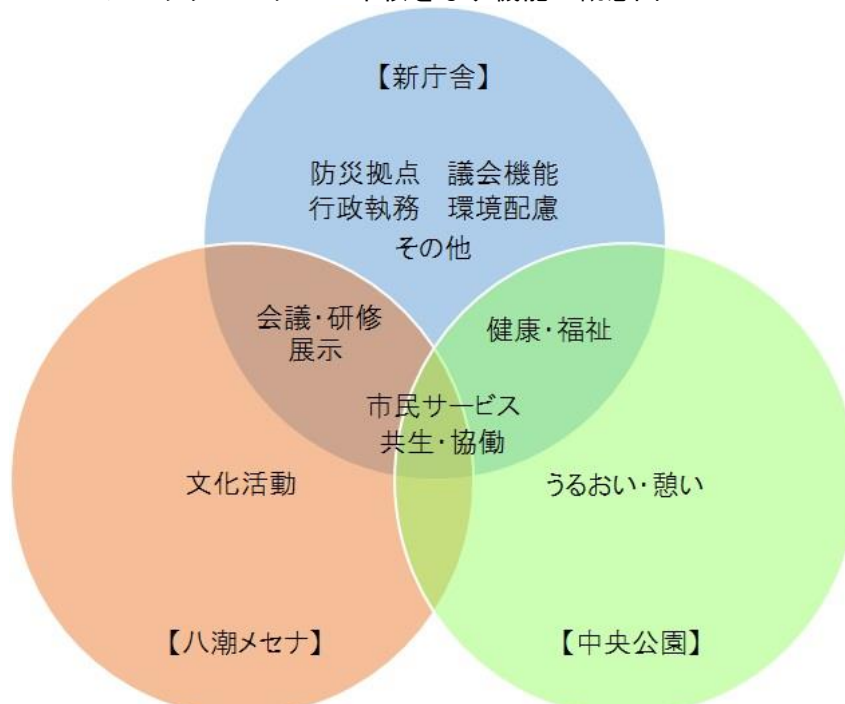 【新庁舎】
防災拠点　議会機能
行政執務　環境配慮
その他
会議・研修
展示
健康・福祉
市民サービス
共生・協働
文化活動
うるおい・憩い
【八潮メセナ】
【中央公園】